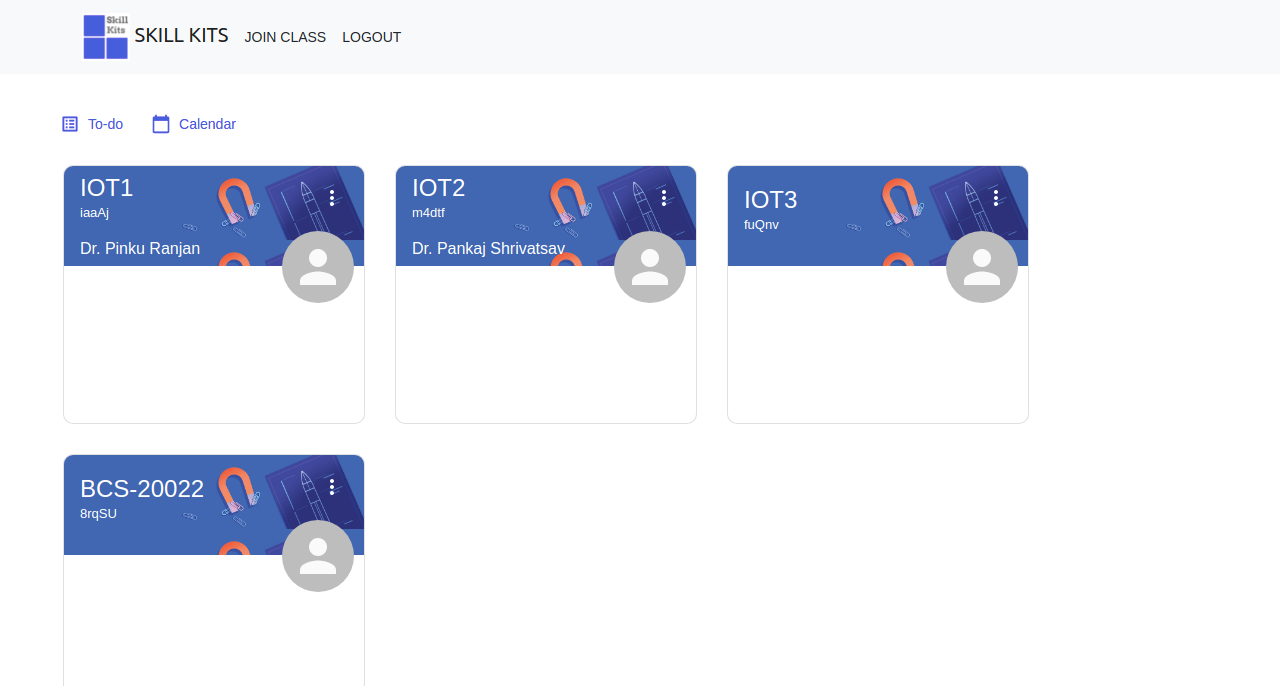 Skill
Kits
SKILL KITS JOIN CLASS LOGOUT
To-do Calendar
IOT1
iaaAj
Dr. Pinku Ranjan
IOT2
m4dtf
Dr. Pankaj Shrivatsav
IOT3
fuQnv
BCS-20022
8rqSU